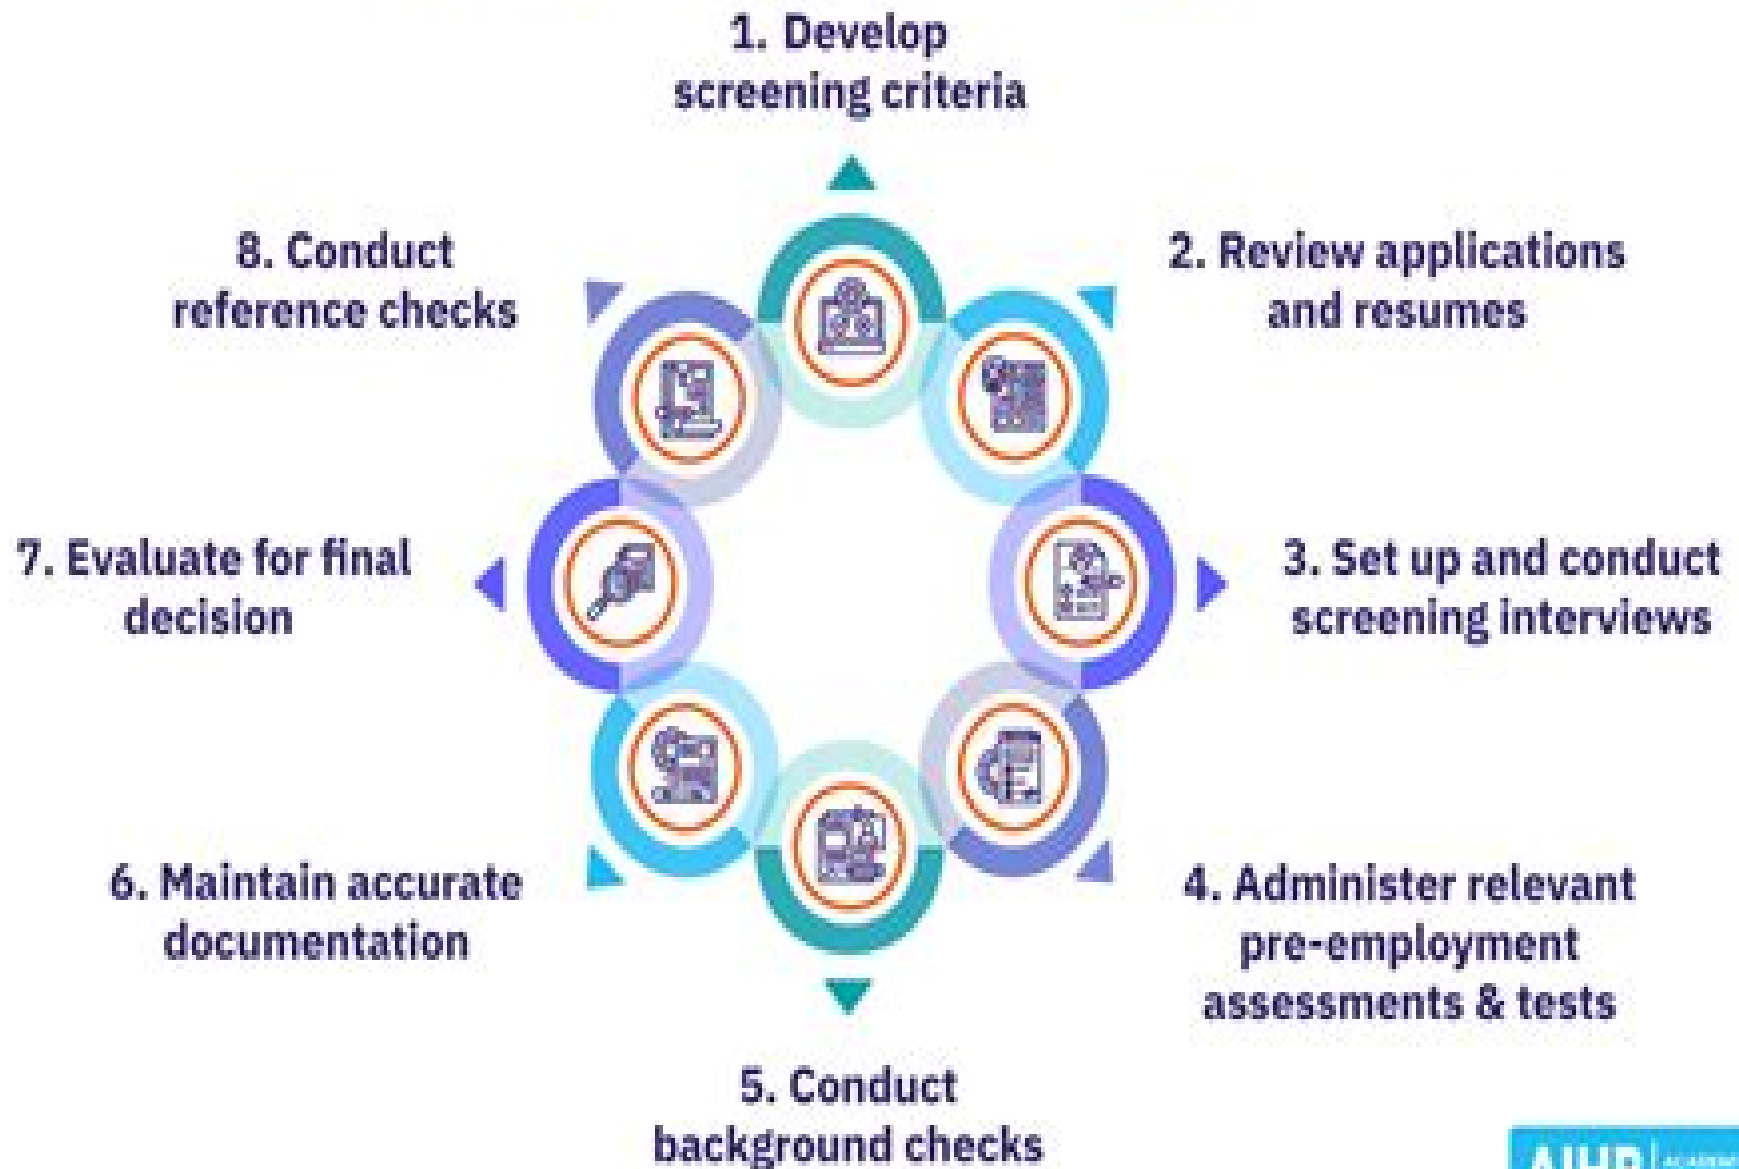 1. Develop
screening criteria
2. Review applications
and resumes
3. Set up and conduct
screening interviews
4. Administer relevant
pre-employment
assessments & tests
5. Conduct
background checks
6. Maintain accurate
documentation
7. Evaluate for final
decision
8. Conduct
reference checks